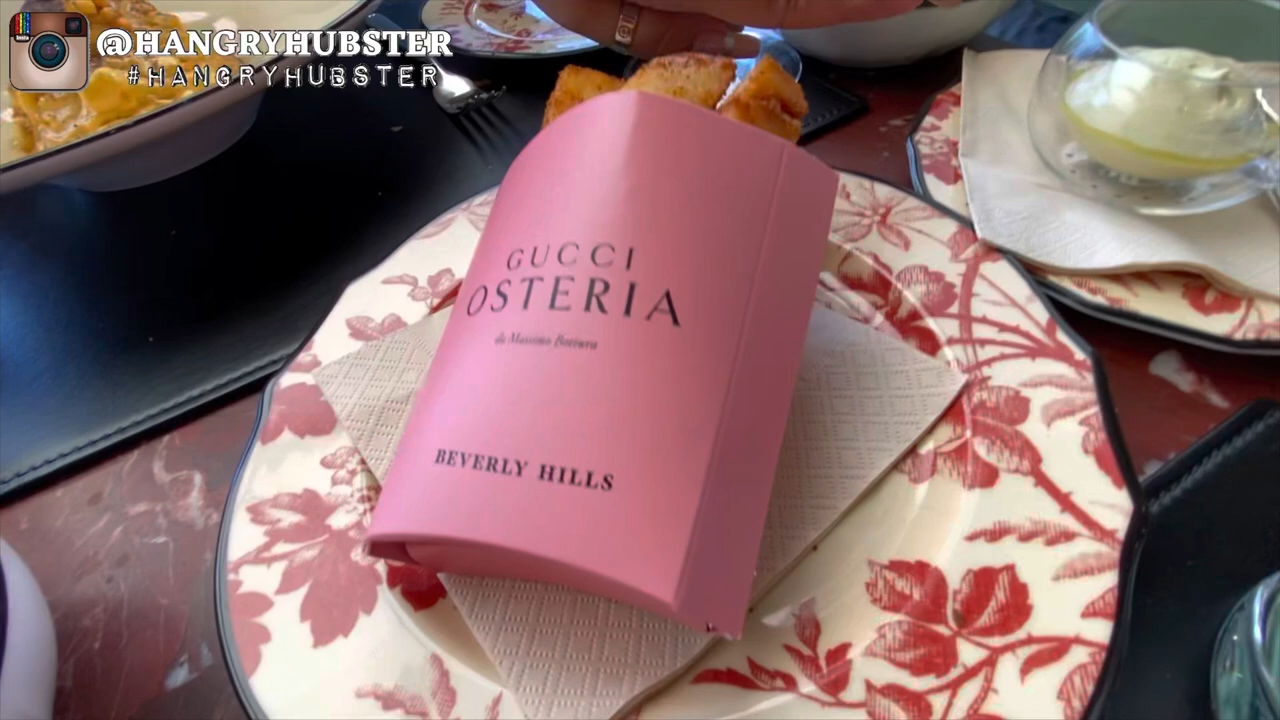 @HANGRYHUBSTER
#HANGRYHUBSTER
GUCCI
OSTERIA
da Massimo Bottura
BEVERLY HILLS